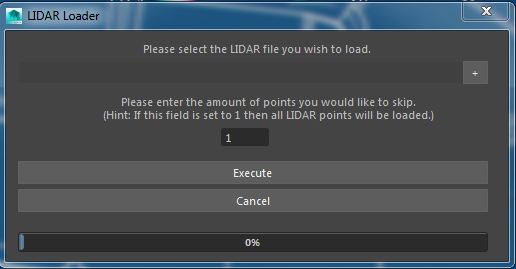 LIDAR Loader
Please select the LIDAR file you wish to load.
+
Please enter the amount of points you would like to skip.
(Hint: If this field is set to 1 then all LIDAR points will be loaded.)
1
Execute
Cancel
0%